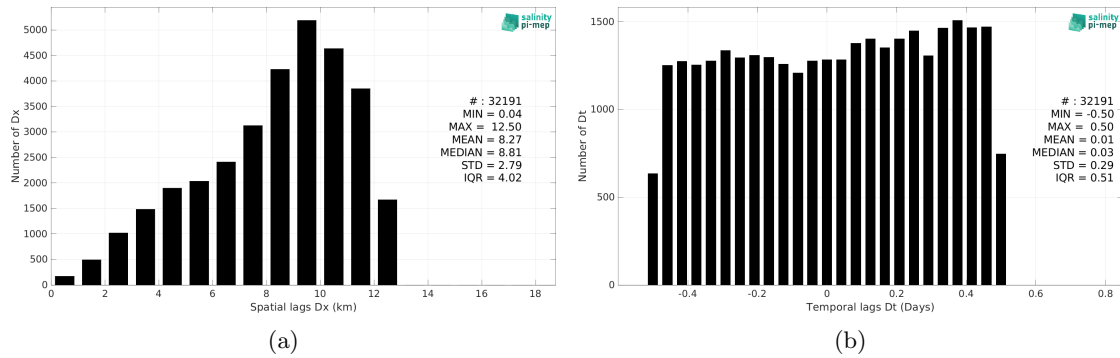 5000
4500
4000
3500
3000
2500
2000
1500
1000
500
0
Number of Dx
0 2 4 6 8 10 12 14 16 18
Spatial lags Dx (km)
salinity
pi-mep
# : 32191
MIN = 0.04
MAX = 12.50
MEAN = 8.27
MEDIAN = 8.81
STD = 2.79
IQR = 4.02
(a)
1500
1000
500
0
Number of Dt
-0.4 -0.2 0 0.2 0.4 0.6 0.8
Temporal lags Dt (Days)
salinity
pi-mep
# : 32191
MIN = -0.50
MAX = 0.50
MEAN = 0.01
MEDIAN = 0.03
STD = 0.29
IQR = 0.51
(b)